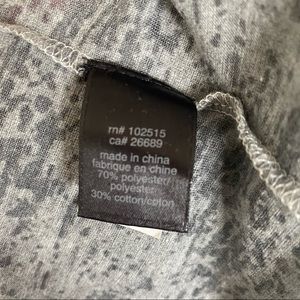 rn# 102515
ca# 26689
made in china
fabrique en chine
70% polyester/
polyester
30% cotton/coton